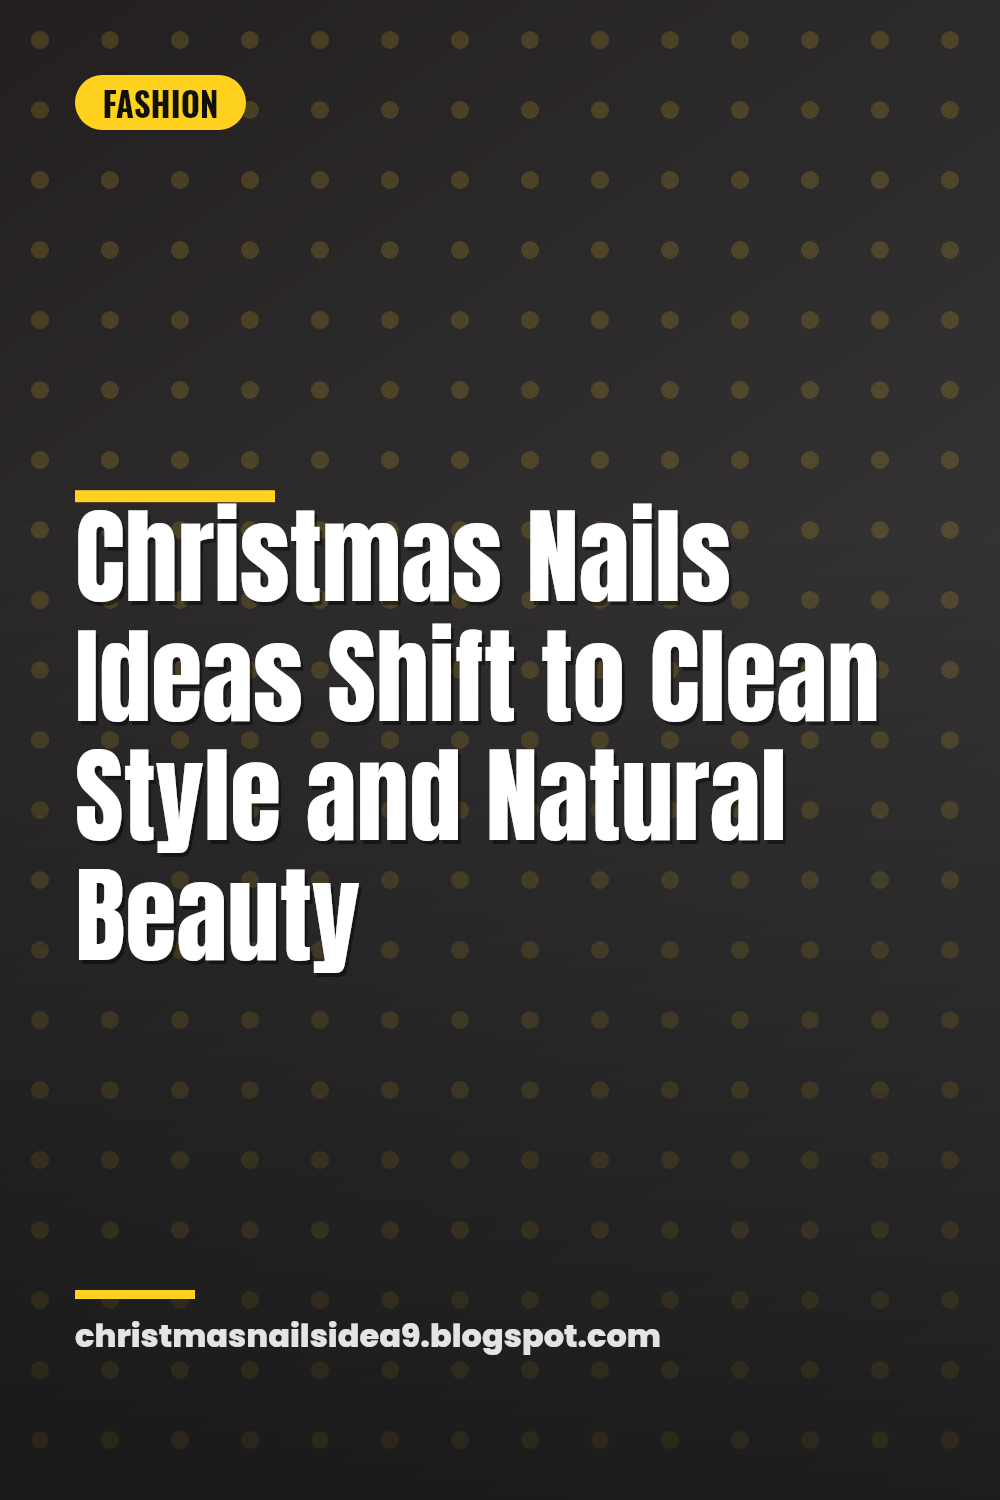 FASHION
Christmas Nails
Ideas Shift to Clean
Style and Natural
Beauty
christmasnailsidea9.blogspot.com